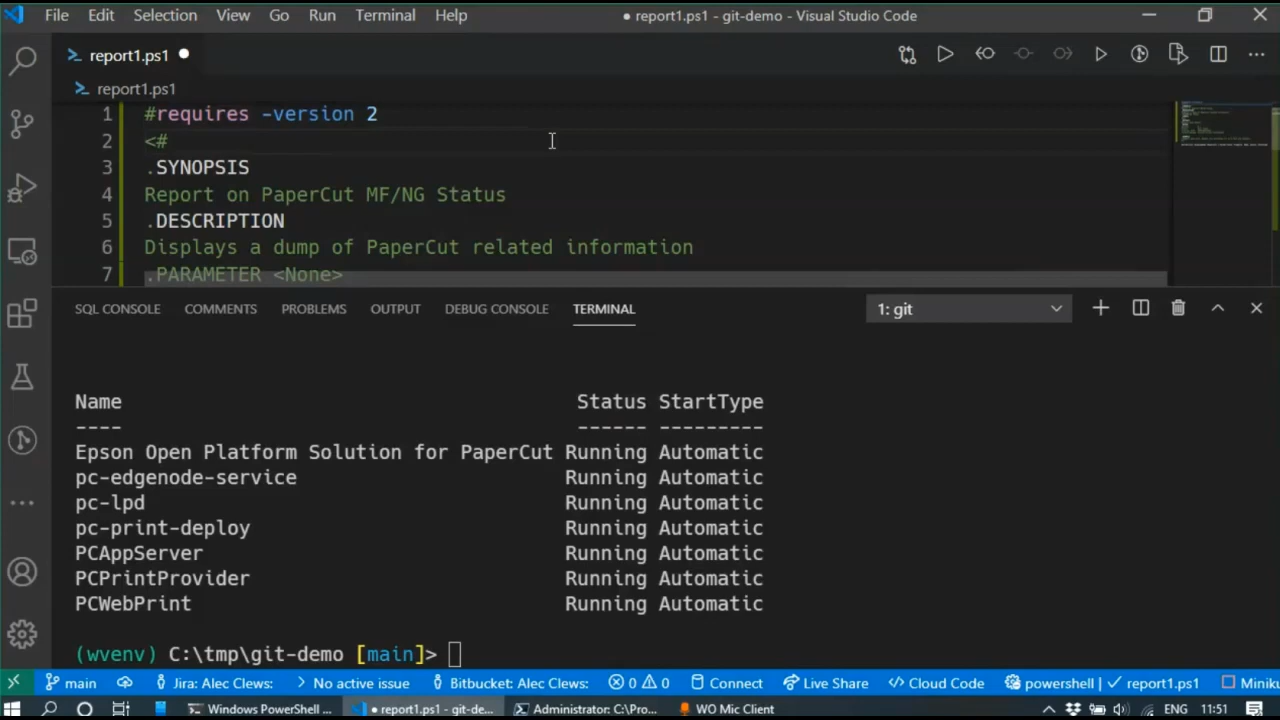 File Edit Selection View Go Run Terminal Help ● report1.ps1 - git-demo - Visual Studio Code
report1.ps1 ●
report1.ps1
1 #requires -version 2
2 <#
3 .SYNOPSIS
4 Report on PaperCut MF/NG Status
5 .DESCRIPTION
6 Displays a dump of PaperCut related information
7 .PARAMETER <None>
SQL CONSOLE COMMENTS PROBLEMS OUTPUT DEBUG CONSOLE TERMINAL 1: git
Name Status StartType
---- ------ ---------
Epson Open Platform Solution for PaperCut Running Automatic
pc-edgenode-service Running Automatic
pc-lpd Running Automatic
pc-print-deploy Running Automatic
PCAppServer Running Automatic
PCPrintProvider Running Automatic
PCWebPrint Running Automatic
(wvenv) C:\tmp\git-demo [main]>
main Jira: Alec Clews: No active issue Bitbucket: Alec Clews: 0 0 Connect Live Share Cloud Code powershell | ✓ report1.ps1 Miniku
Windows PowerShell ... ● report1.ps1 - git-de... Administrator: C:\Pro... WO Mic Client ENG 11:51